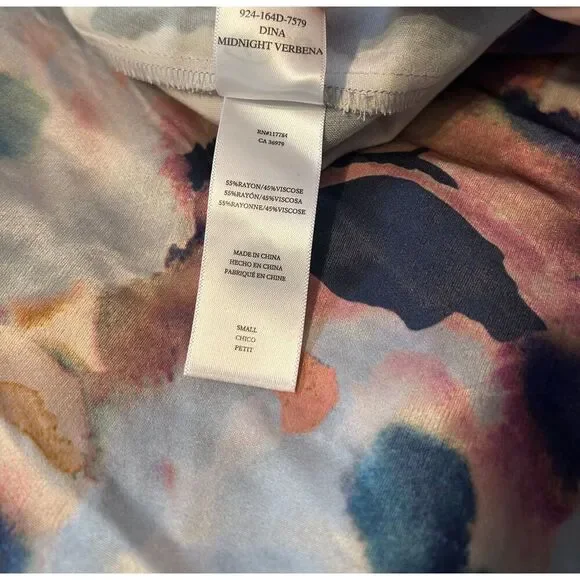 924-164D-7579
DINA
MIDNIGHT VERBENA
RN#117784
CA 36979
55%RAYON/45%VISCOSE
55%RAYÓN/45%VISCOSA
55%RAYONNE/45%VISCOSE
MADE IN CHINA
HECHO EN CHINA
FABRIQUÉ EN CHINE
SMALL
CHICO
PETIT